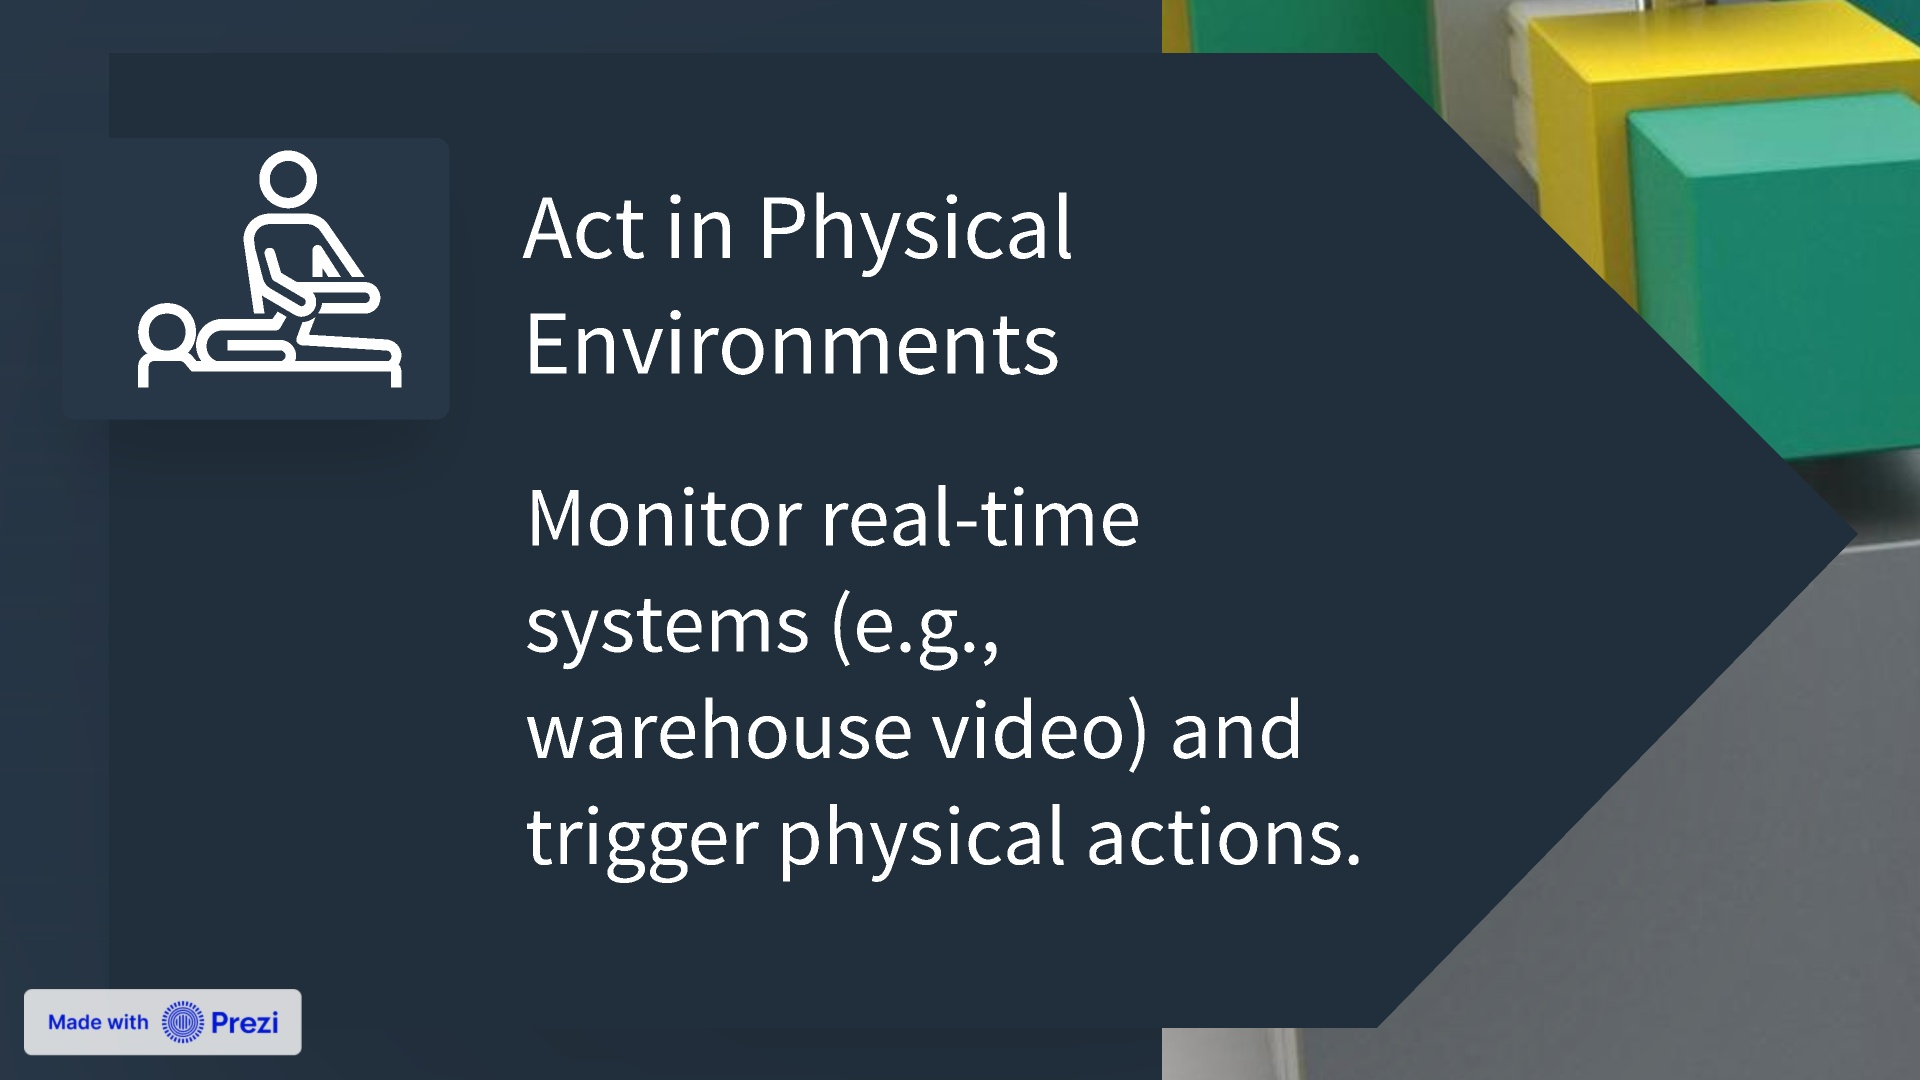 Act in Physical
Environments
Monitor real-time
systems (e.g.,
warehouse video) and
trigger physical actions.
Made with Prezi